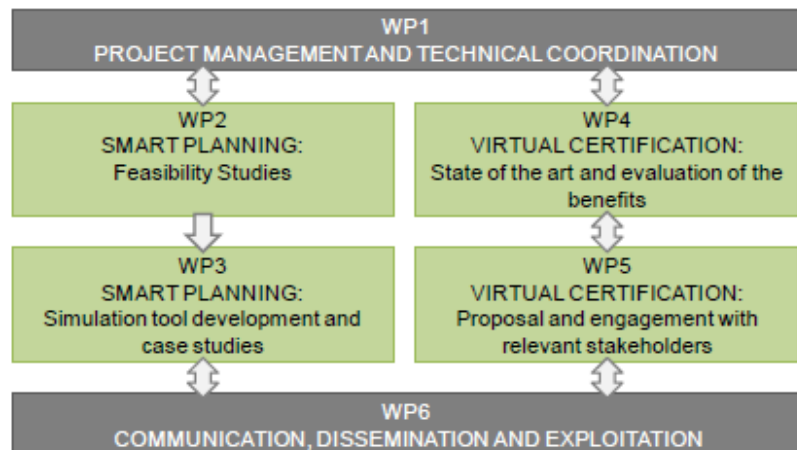 WP1
PROJECT MANAGEMENT AND TECHNICAL COORDINATION
WP2
SMART PLANNING:
Feasibility Studies
WP4
VIRTUAL CERTIFICATION:
State of the art and evaluation of the
benefits
WP3
SMART PLANNING:
Simulation tool development and
case studies
WP5
VIRTUAL CERTIFICATION:
Proposal and engagement with
relevant stakeholders
WP6
COMMUNICATION, DISSEMINATION AND EXPLOITATION